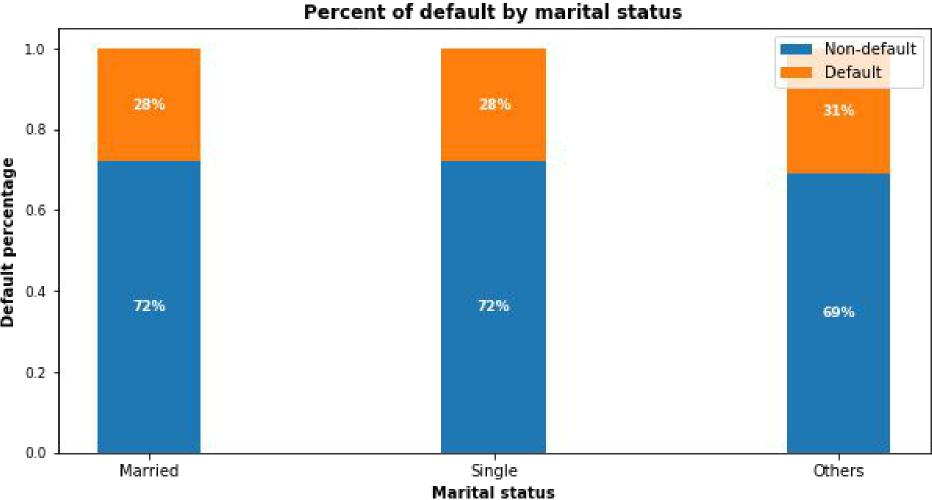 Percent of default by marital status
Non-default
Default
1.0
0.8
0.6
0.4
0.2
0.0
Default percentage
28%
28%
31%
72%
72%
69%
Married
Single
Others
Marital status